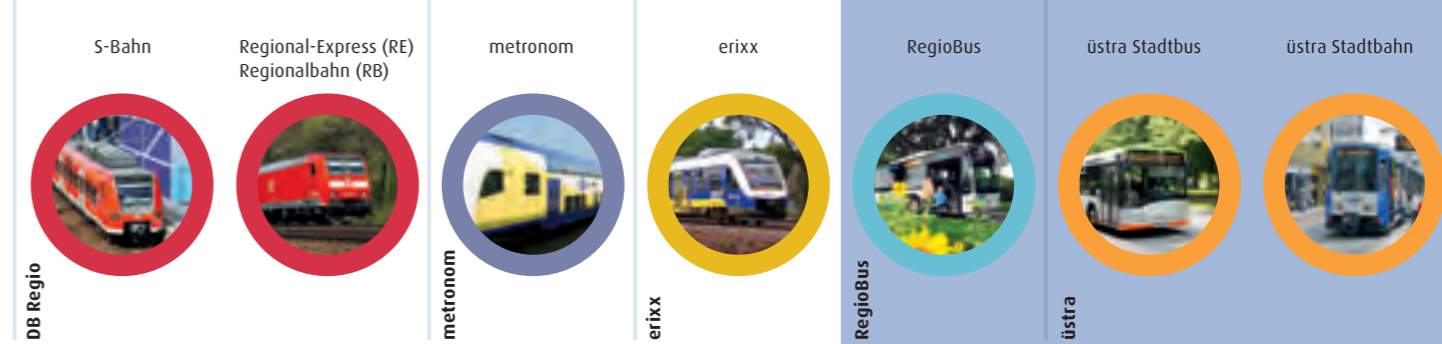 S-Bahn
Regional-Express (RE)
Regionalbahn (RB)
metronom
erixx
RegioBus
üstra Stadtbus
üstra Stadtbahn
DB Regio
metronom
erixx
RegioBus
üstra